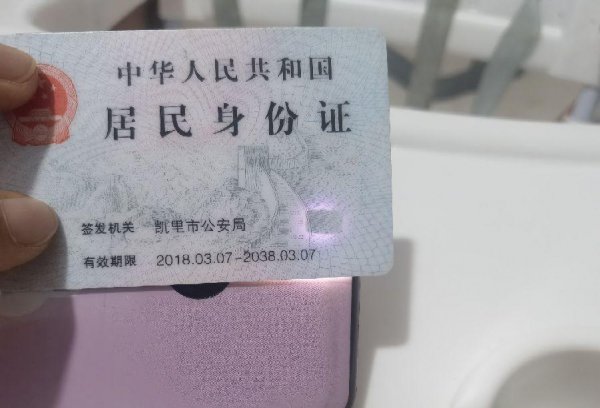 中华人民共和国
居民身份证
签发机关 凯里市公安局
有效期限 2018.03.07-2038.03.07